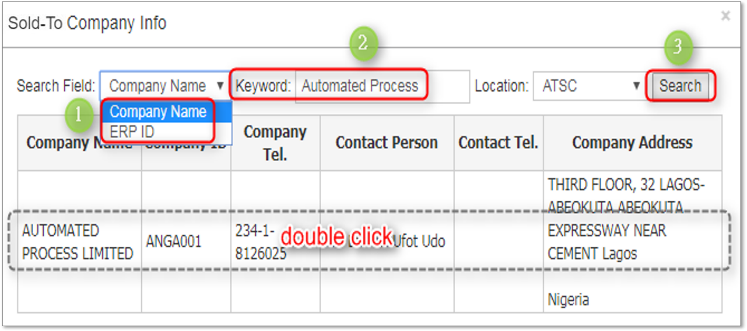 Sold-To Company Info
×
2
3
Search Field: Company Name ▼ Keyword: Automated Process Location: ATSC ▼ Search
1
Company Name
ERP ID
Company Name Company ID Company Tel. Contact Person Contact Tel. Company Address
THIRD FLOOR, 32 LAGOS-
ABEOKUTA ABEOKUTA
AUTOMATED PROCESS LIMITED ANGA001 234-1-8126025 double click Ufot Udo EXPRESSWAY NEAR
CEMENT Lagos
Nigeria